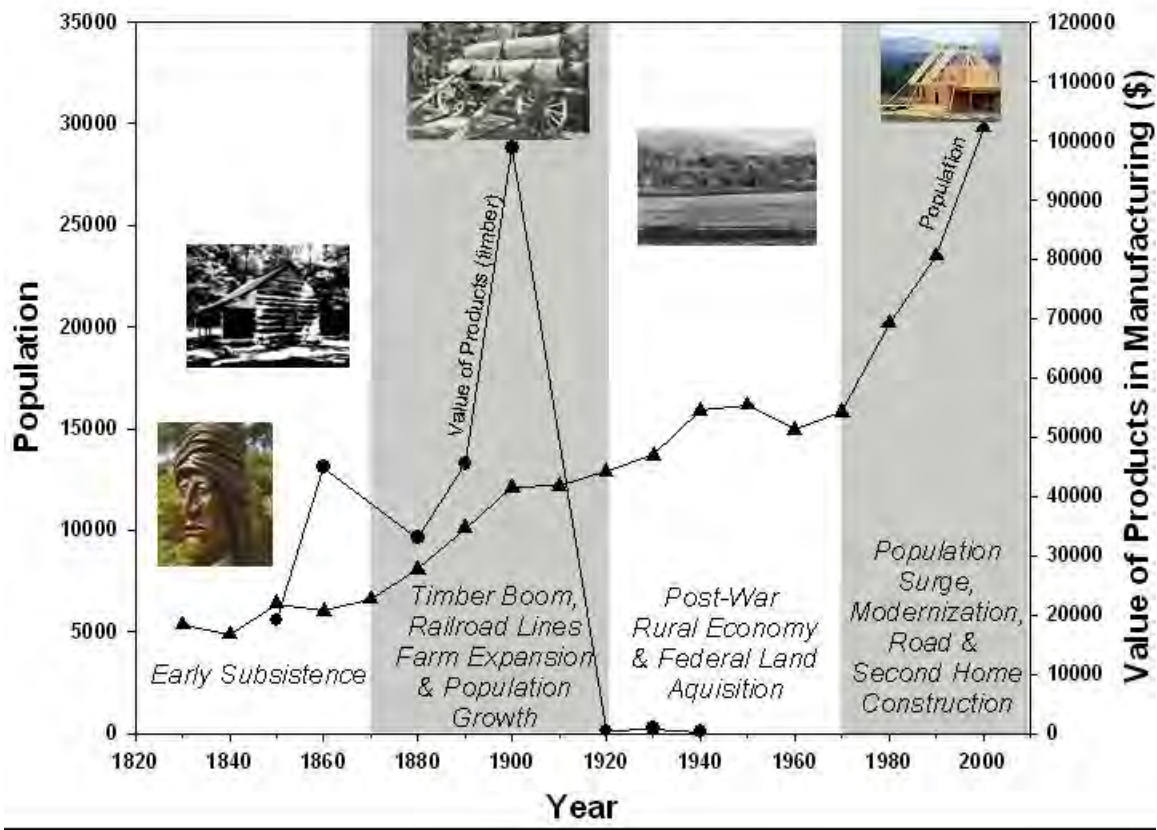 35000
30000
25000
20000
15000
10000
5000
0
Population
120000
110000
100000
90000
80000
70000
60000
50000
40000
30000
20000
10000
0
Value of Products in Manufacturing ($)
Value of Products (timber)
Population
Early Subsistence
Timber Boom,
Railroad Lines
Farm Expansion
& Population
Growth
Post-War
Rural Economy
& Federal Land
Aquisition
Population
Surge,
Modernization,
Road &
Second Home
Construction
1820 1840 1860 1880 1900 1920 1940 1960 1980 2000
Year